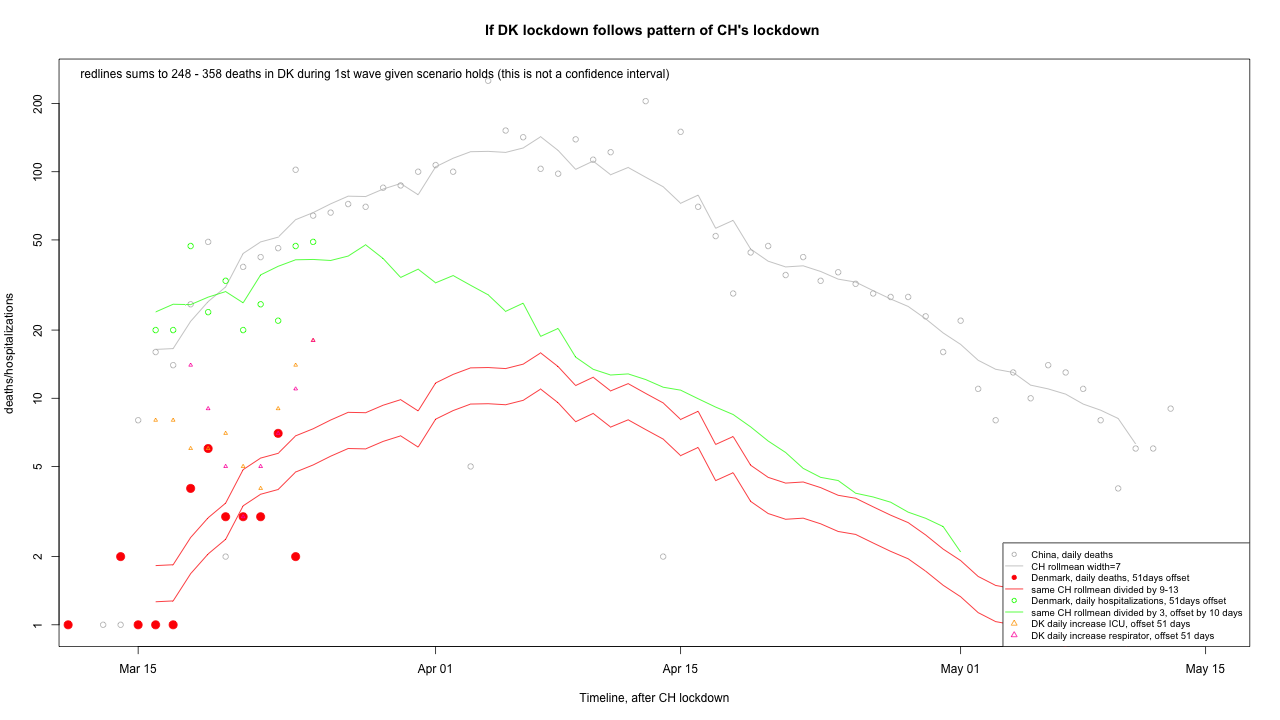 If DK lockdown follows pattern of CH's lockdown
redlines sums to 248 - 358 deaths in DK during 1st wave given scenario holds (this is not a confidence interval)
deaths/hospitalizations
200
100
50
20
10
5
2
1
China, daily deaths
CH rollmean width=7
Denmark, daily deaths, 51days offset
same CH rollmean divided by 9-13
Denmark, daily hospitalizations, 51days offset
same CH rollmean divided by 3, offset by 10 days
DK daily increase ICU, offset 51 days
DK daily increase respirator, offset 51 days
Mar 15 Apr 01 Apr 15 May 01 May 15
Timeline, after CH lockdown